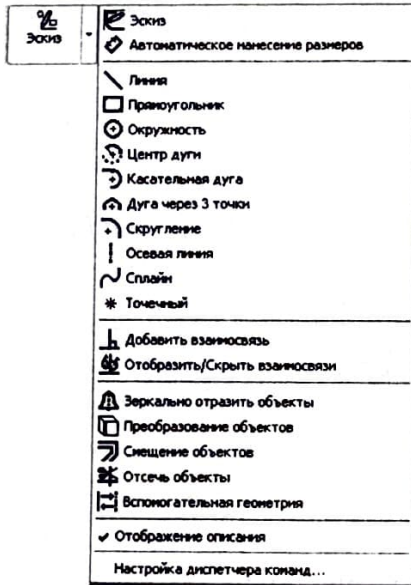 Эскиз
Эскиз
Автоматическое нанесение размеров
Линия
Прямоугольник
Окружность
Центр дуги
Касательная дуга
Дуга через 3 точки
Скругление
Осевая линия
Сплайн
Точечный
Добавить взаимосвязь
Отобразить/Скрыть взаимосвязи
Зеркально отразить объекты
Преобразование объектов
Смещение объектов
Отсечь объекты
Вспомогательная геометрия
Отображение описания
Настройка диспетчера команд...